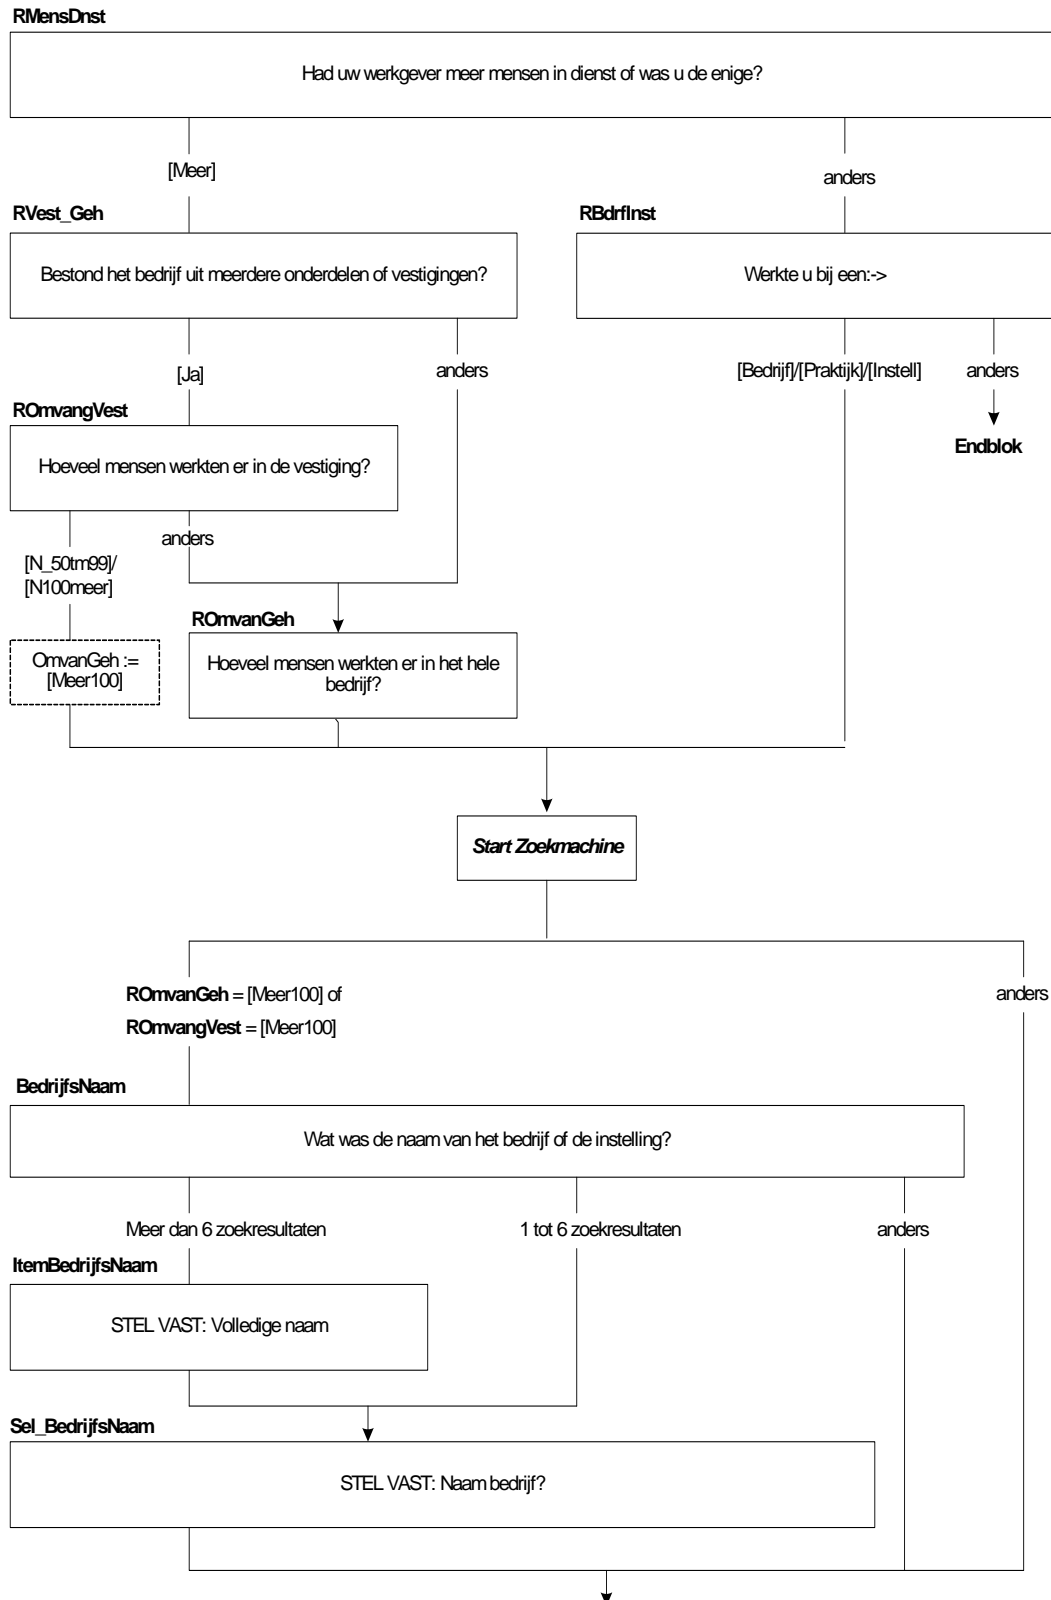 RMensDnst
Had uw werkgever meer mensen in dienst of was u de enige?
[Meer]
anders
RVest_Geh
RBdrfInst
Bestond het bedrijf uit meerdere onderdelen of vestigingen?
Werkte u bij een:->
[Ja]
anders
[Bedrijf]/[Praktijk]/[Instell]
anders
ROmvangVest
Endblok
Hoeveel mensen werkten er in de vestiging?
anders
[N_50tm99]/
[N100meer]
ROmvanGeh
OmvanGeh :=
[Meer100]
Hoeveel mensen werkten er in het hele
bedrijf?
Start Zoekmachine
ROmvanGeh = [Meer100] of
anders
ROmvangVest = [Meer100]
BedrijfsNaam
Wat was de naam van het bedrijf of de instelling?
Meer dan 6 zoekresultaten
1 tot 6 zoekresultaten
anders
ItemBedrijfsNaam
STEL VAST: Volledige naam
Sel_BedrijfsNaam
STEL VAST: Naam bedrijf?